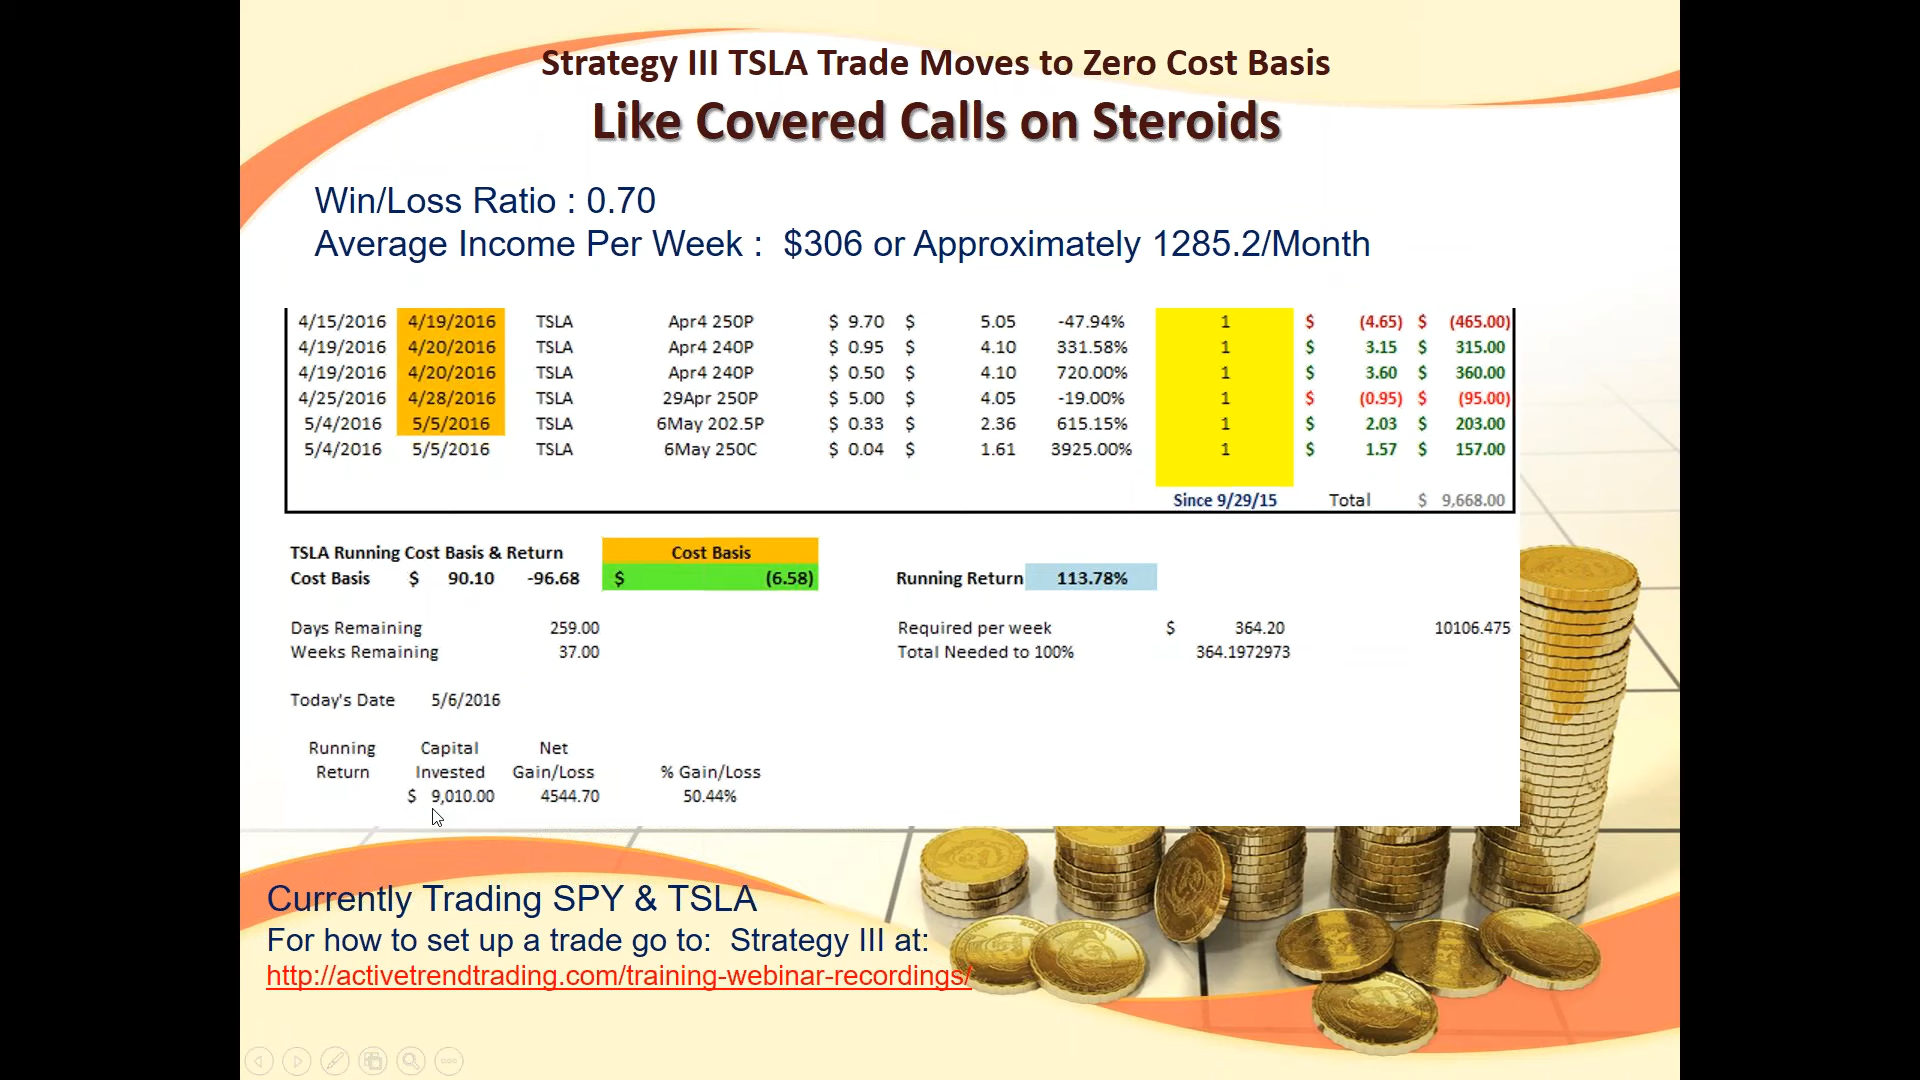 Strategy III TSLA Trade Moves to Zero Cost Basis
Like Covered Calls on Steroids
Win/Loss Ratio : 0.70
Average Income Per Week : $306 or Approximately 1285.2/Month
4/15/2016 4/19/2016 TSLA Apr4 250P $ 9.70 $ 5.05 -47.94% 1 $ (4.65) $ (465.00)
4/19/2016 4/20/2016 TSLA Apr4 240P $ 0.95 $ 4.10 331.58% 1 $ 3.15 $ 315.00
4/19/2016 4/20/2016 TSLA Apr4 240P $ 0.50 $ 4.10 720.00% 1 $ 3.60 $ 360.00
4/25/2016 4/28/2016 TSLA 29Apr 250P $ 5.00 $ 4.05 -19.00% 1 $ (0.95) $ (95.00)
5/4/2016 5/5/2016 TSLA 6May 202.5P $ 0.33 $ 2.36 615.15% 1 $ 2.03 $ 203.00
5/4/2016 5/5/2016 TSLA 6May 250C $ 0.04 $ 1.61 3925.00% 1 $ 1.57 $ 157.00
Since 9/29/15 Total $ 9,668.00
TSLA Running Cost Basis & Return Cost Basis
Cost Basis $ 90.10 -96.68 $ (6.58) Running Return 113.78%
Days Remaining 259.00 Required per week $ 364.20 10106.475
Weeks Remaining 37.00 Total Needed to 100% 364.1972973
Today's Date 5/6/2016
Running Capital Net
Return Invested Gain/Loss % Gain/Loss
$ 9,010.00 4544.70 50.44%
Currently Trading SPY & TSLA
For how to set up a trade go to: Strategy III at:
http://activetrendtrading.com/training-webinar-recordings/